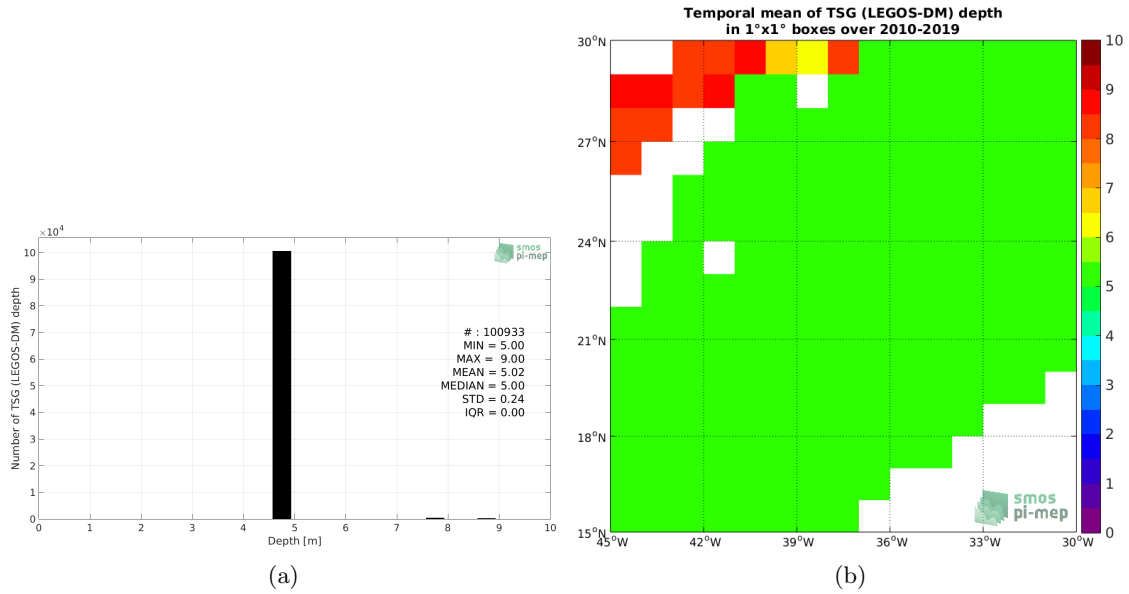 ×10⁴
10
9
8
7
6
5
4
3
2
1
0
Number of TSG (LEGOS-DM) depth
smos
pi-mep
# : 100933
MIN = 5.00
MAX = 9.00
MEAN = 5.02
MEDIAN = 5.00
STD = 0.24
IQR = 0.00
0 1 2 3 4 5 6 7 8 9 10
Depth [m]
(a)
Temporal mean of TSG (LEGOS-DM) depth
in 1°x1° boxes over 2010-2019
30°N
27°N
24°N
21°N
18°N
15°N
45°W 42°W 39°W 36°W 33°W 30°W
smos
pi-mep
10
9
8
7
6
5
4
3
2
1
0
(b)